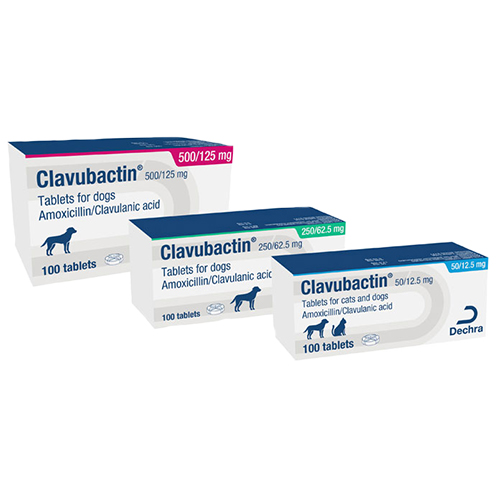 500/125 mg
Clavubactin® 500/125 mg
Tablets for dogs
Amoxicillin/Clavulanic acid
100 tablets
250/62.5 mg
Clavubactin® 250/62.5 mg
Tablets for dogs
Amoxicillin/Clavulanic acid
100 tablets
50/12.5 mg
Clavubactin® 50/12.5 mg
Tablets for cats and dogs
Amoxicillin/Clavulanic acid
100 tablets
Dechra